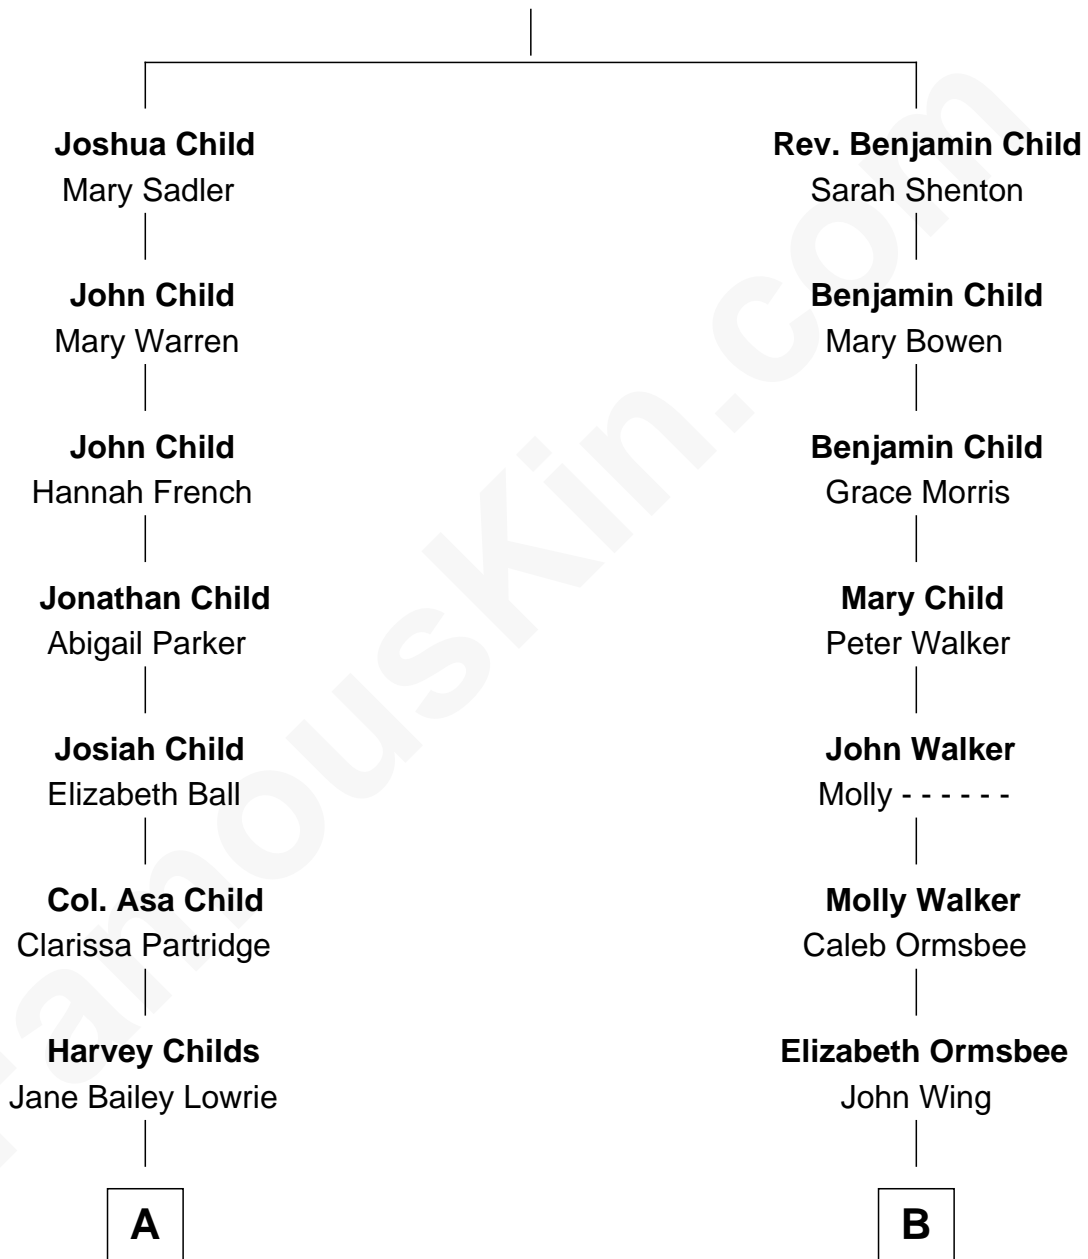 Joshua Child
Mary Sadler
John Child
Mary Warren
John Child
Hannah French
Jonathan Child
Abigail Parker
Josiah Child
Elizabeth Ball
Col. Asa Child
Clarissa Partridge
Harvey Childs
Jane Bailey Lowrie
A
Rev. Benjamin Child
Sarah Shenton
Benjamin Child
Mary Bowen
Benjamin Child
Grace Morris
Mary Child
Peter Walker
John Walker
Molly - - - - - -
Molly Walker
Caleb Ormsbee
Elizabeth Ormsbee
John Wing
B
FamousKin.com